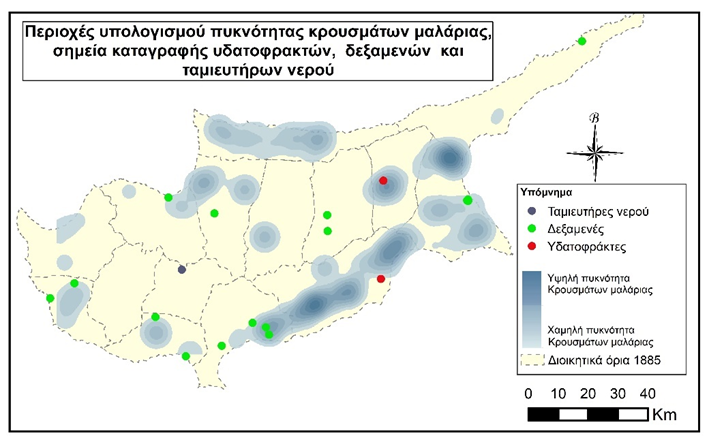 Περιοχές υπολογισμού πυκνότητας κρουσμάτων μαλάριας,
σημεία καταγραφής υδατοφρακτών, δεξαμενών και
ταμιευτήρων νερού
Β
Υπόμνημα
Ταμιευτήρες νερού
Δεξαμενές
Υδατοφράκτες
Υψηλή πυκνότητα
Κρουσμάτων μαλάριας
Χαμηλή πυκνότητα
Κρουσμάτων μαλάριας
Διοικητικά όρια 1885
0 10 20 30 40
Km